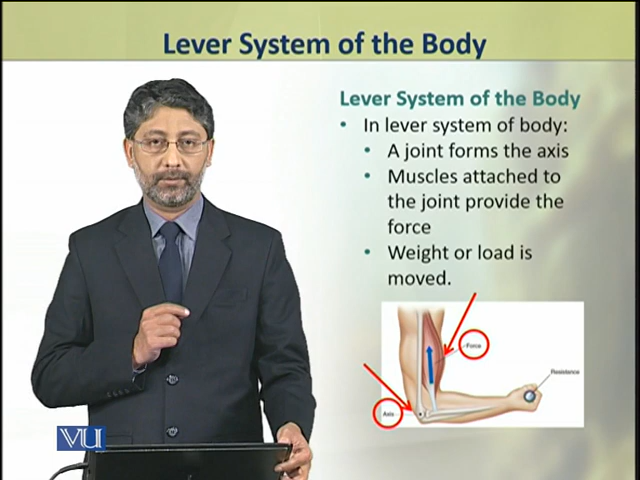 Lever System of the Body
Lever System of the Body
• In lever system of body:
• A joint forms the axis
• Muscles attached to
the joint provide the
force
• Weight or load is
moved.
Force
Resistance
Axis
VU